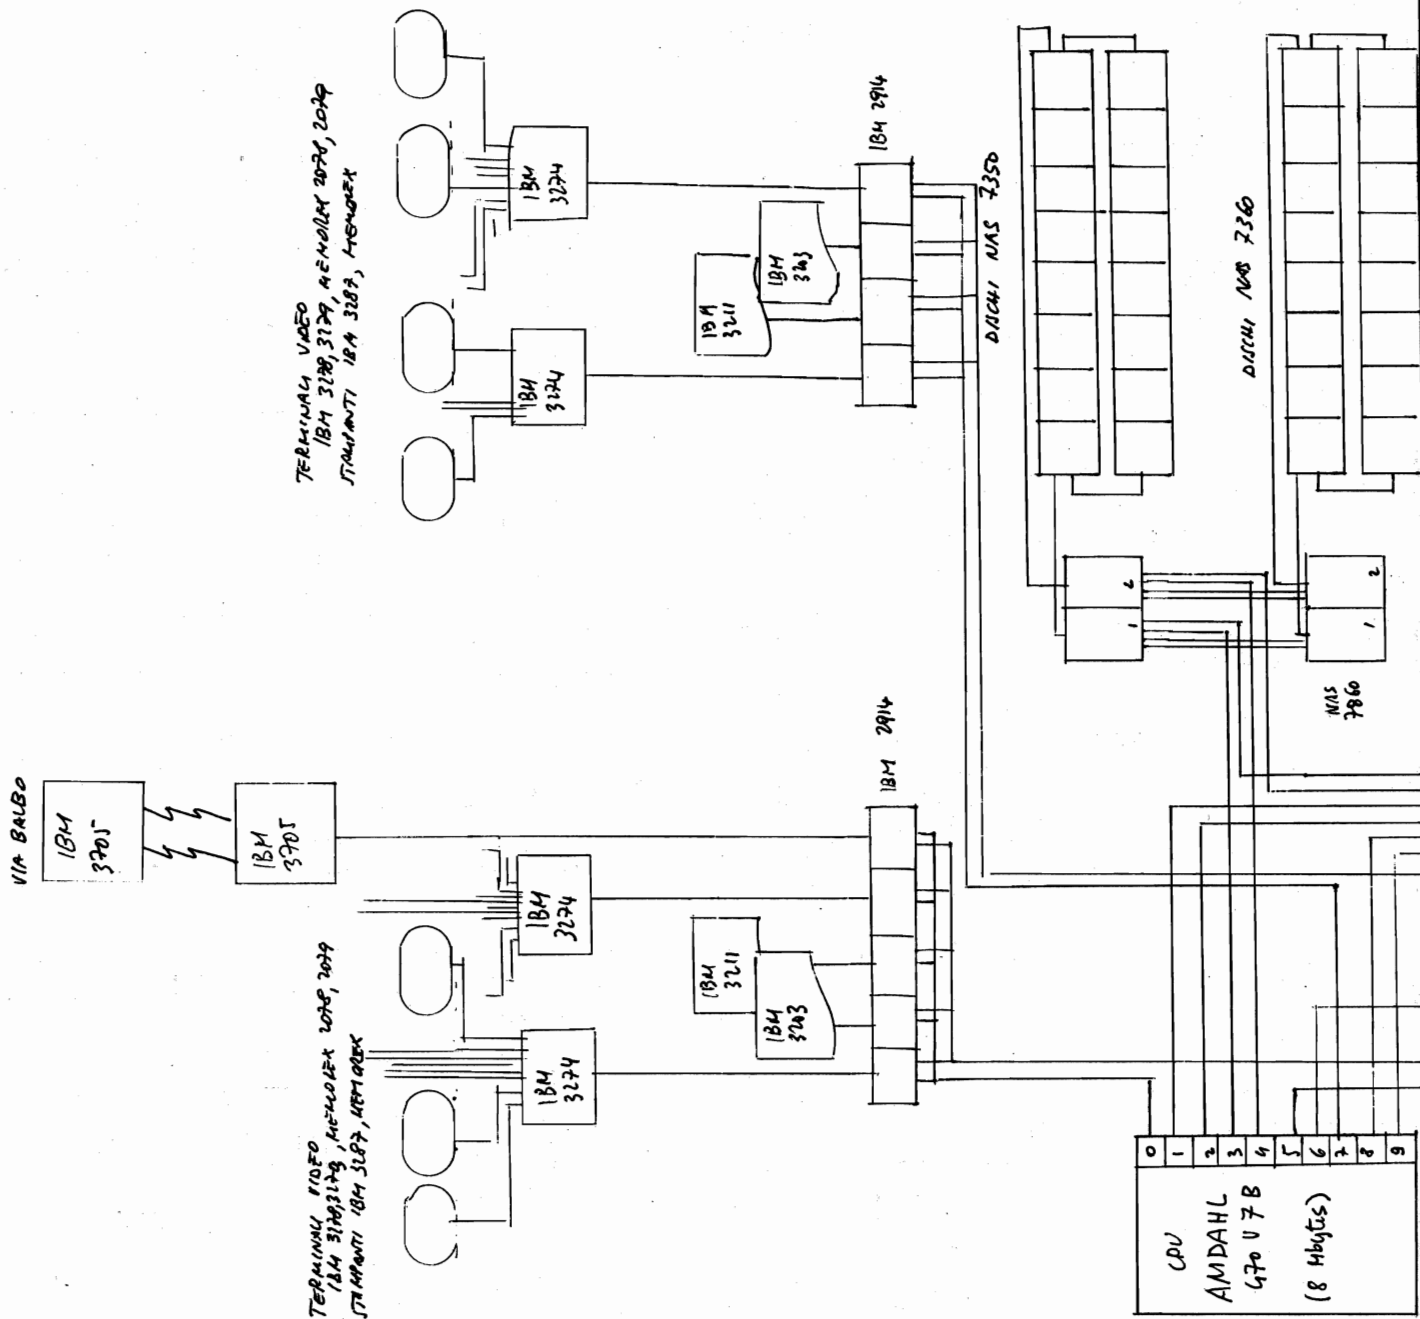 VIA BALBO
IBM
3705
IBM
3705
TERMINALI VIDEO
IBM 3278, 3279, MEMOREX 2078, 2079
STAMPANTI IBM 3287, MEMOREX
IBM
3274
IBM
3274
IBM
3211
IBM
3203
IBM 2914
TERMINALI VIDEO
IBM 3278, 3279, MEMOREX 2078, 2079
STAMPANTI IBM 3287, MEMOREX
IBM
3274
IBM
3274
IBM
3211
IBM
3203
IBM 2914
DISCHI NAS 7350
DISCHI NAS 7360
1
2
1
2
NAS
7860
0
1
2
3
4
5
6
7
8
9
CPU
AMDAHL
470 V 7 B
(8 Mbytes)